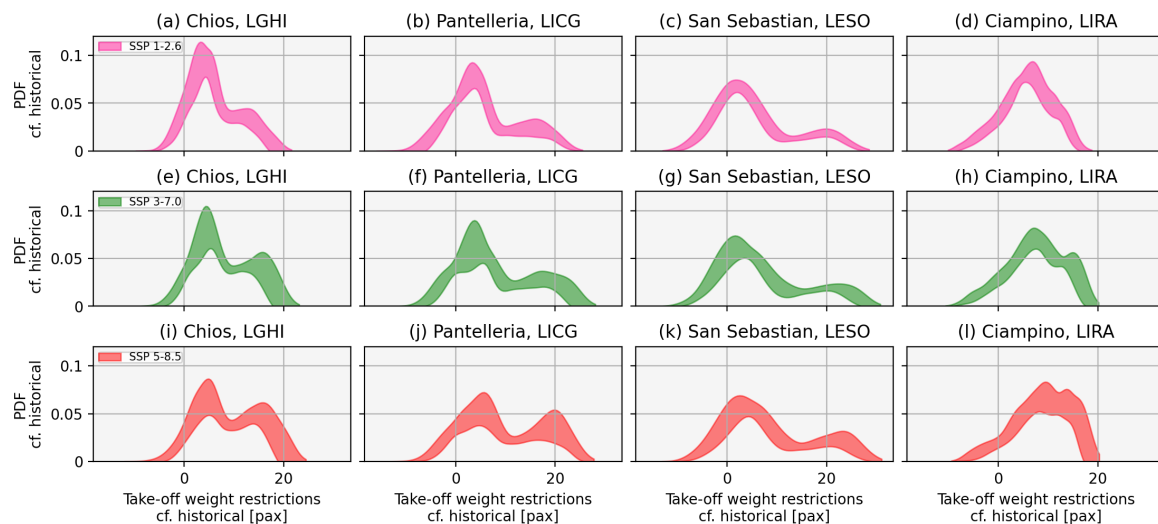 (a) Chios, LGHI
(b) Pantelleria, LICG
(c) San Sebastian, LESO
(d) Ciampino, LIRA
SSP 1-2.6
0.1
0.05
0
PDF
cf. historical
(e) Chios, LGHI
(f) Pantelleria, LICG
(g) San Sebastian, LESO
(h) Ciampino, LIRA
SSP 3-7.0
0.1
0.05
0
PDF
cf. historical
(i) Chios, LGHI
(j) Pantelleria, LICG
(k) San Sebastian, LESO
(l) Ciampino, LIRA
SSP 5-8.5
0.1
0.05
0
PDF
cf. historical
0 20
0 20
0 20
0 20
Take-off weight restrictions
cf. historical [pax]
Take-off weight restrictions
cf. historical [pax]
Take-off weight restrictions
cf. historical [pax]
Take-off weight restrictions
cf. historical [pax]